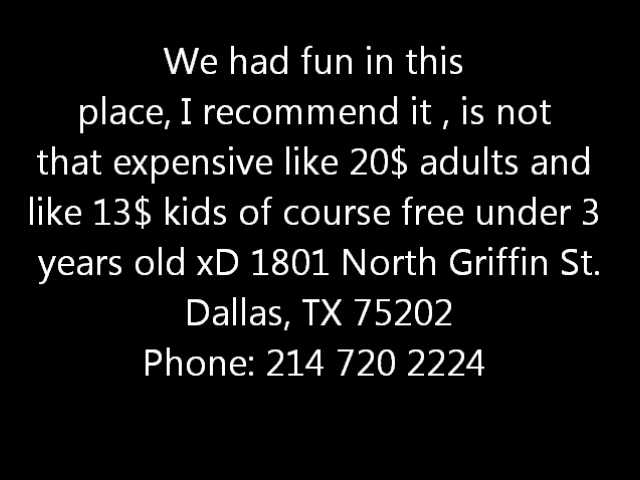 We had fun in this
place, I recommend it , is not
that expensive like 20$ adults and
like 13$ kids of course free under 3
years old xD 1801 North Griffin St.
Dallas, TX 75202
Phone: 214 720 2224